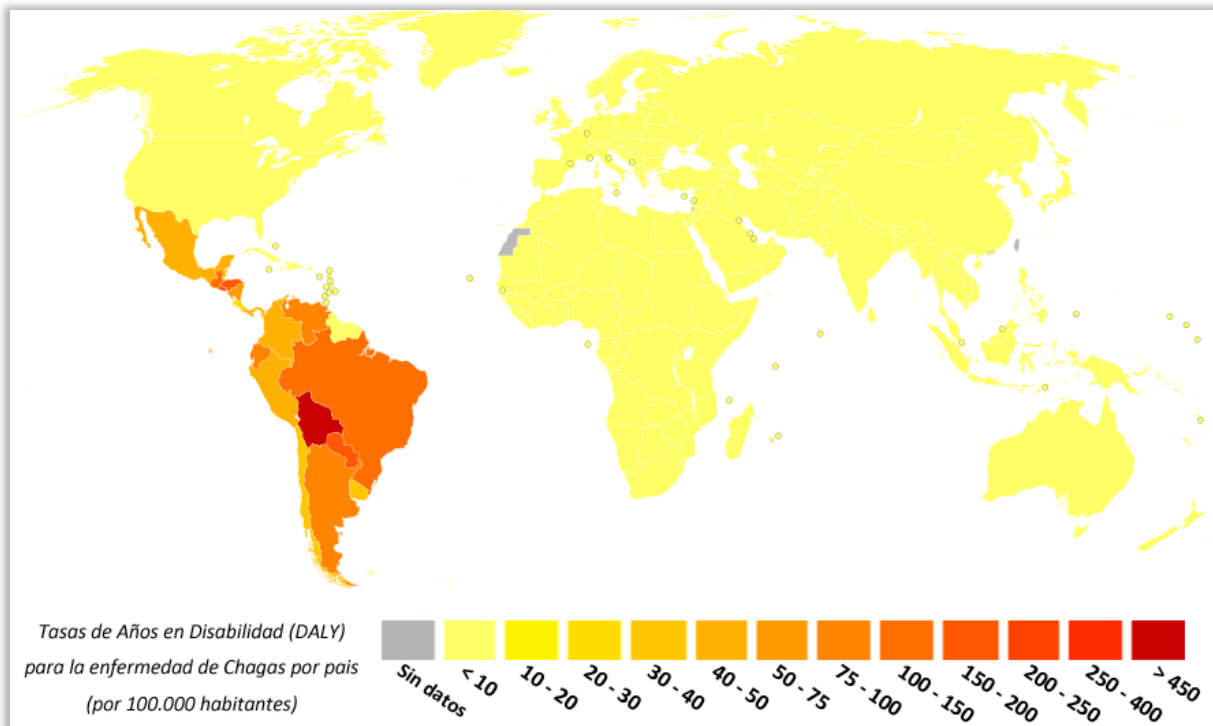 Tasas de Años en Disabilidad (DALY)
para la enfermedad de Chagas por pais
(por 100.000 habitantes)
Sin datos
< 10
10 - 20
20 - 30
30 - 40
40 - 50
50 - 75
75 - 100
100 - 150
150 - 200
200 - 250
250 - 400
> 450